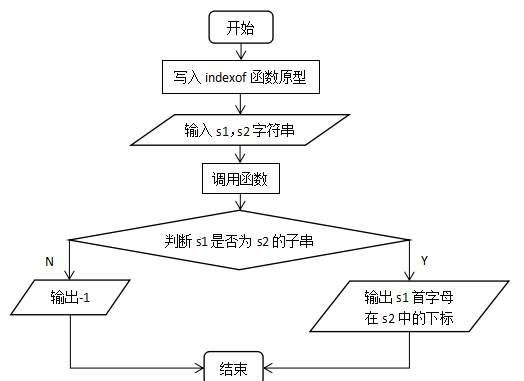 开始
写入 indexof 函数原型
输入 s1,s2 字符串
调用函数
判断 s1 是否为 s2 的子串
N
Y
输出-1
输出 s1 首字母
在 s2 中的下标
结束